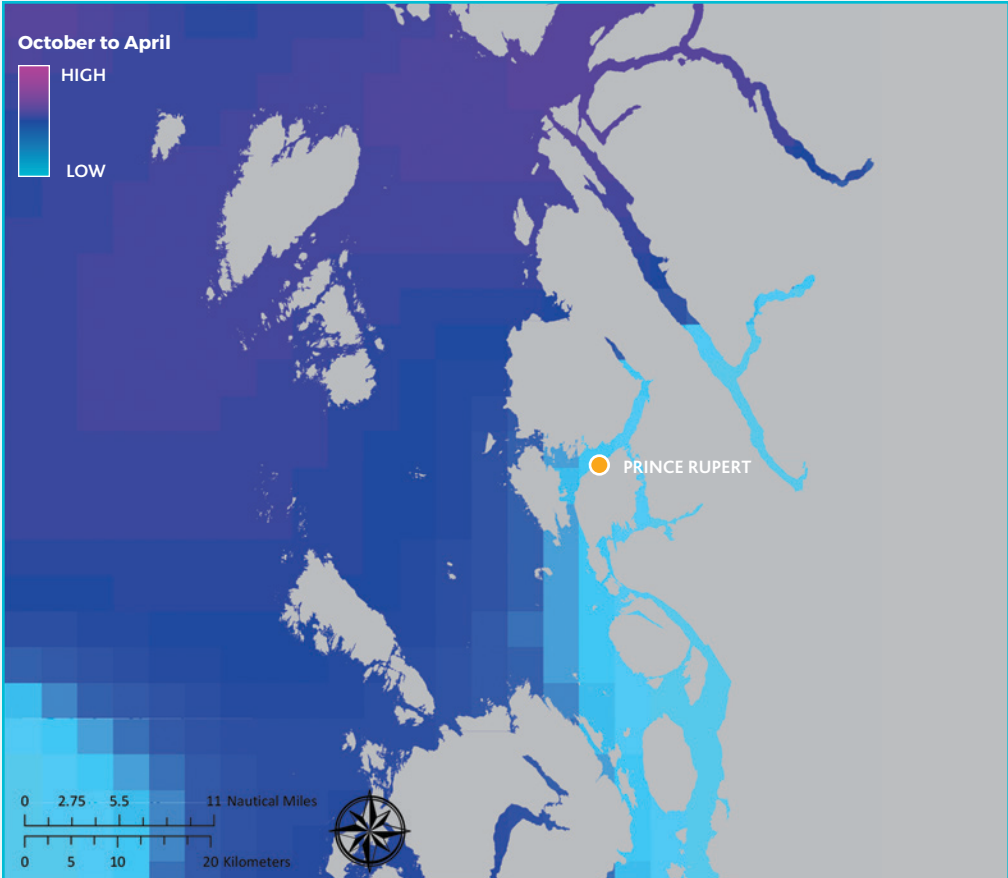 October to April
HIGH
LOW
PRINCE RUPERT
0 2.75 5.5 11 Nautical Miles
0 5 10 20 Kilometers